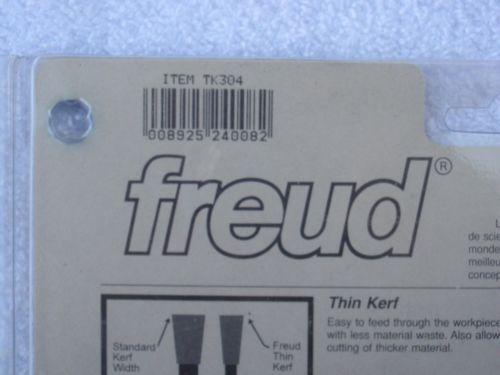 ITEM TK304
008925 240082
freud®
de scie
monde
meilleu
concep
Thin Kerf
Easy to feed through the workpiece
with less material waste. Also allow
cutting of thicker material.
Standard
Kerf
Width
Freud
Thin
Kerf